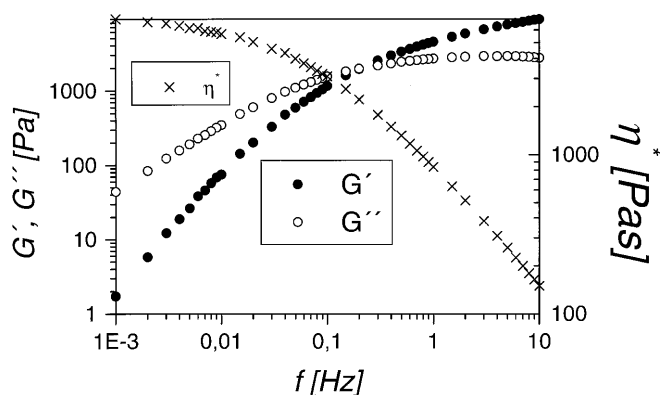 1000
100
10
1
G´, G´´ [Pa]
η*
G´
G´´
1000
100
η* [Pas]
1E-3
0,01
0,1
1
10
f [Hz]